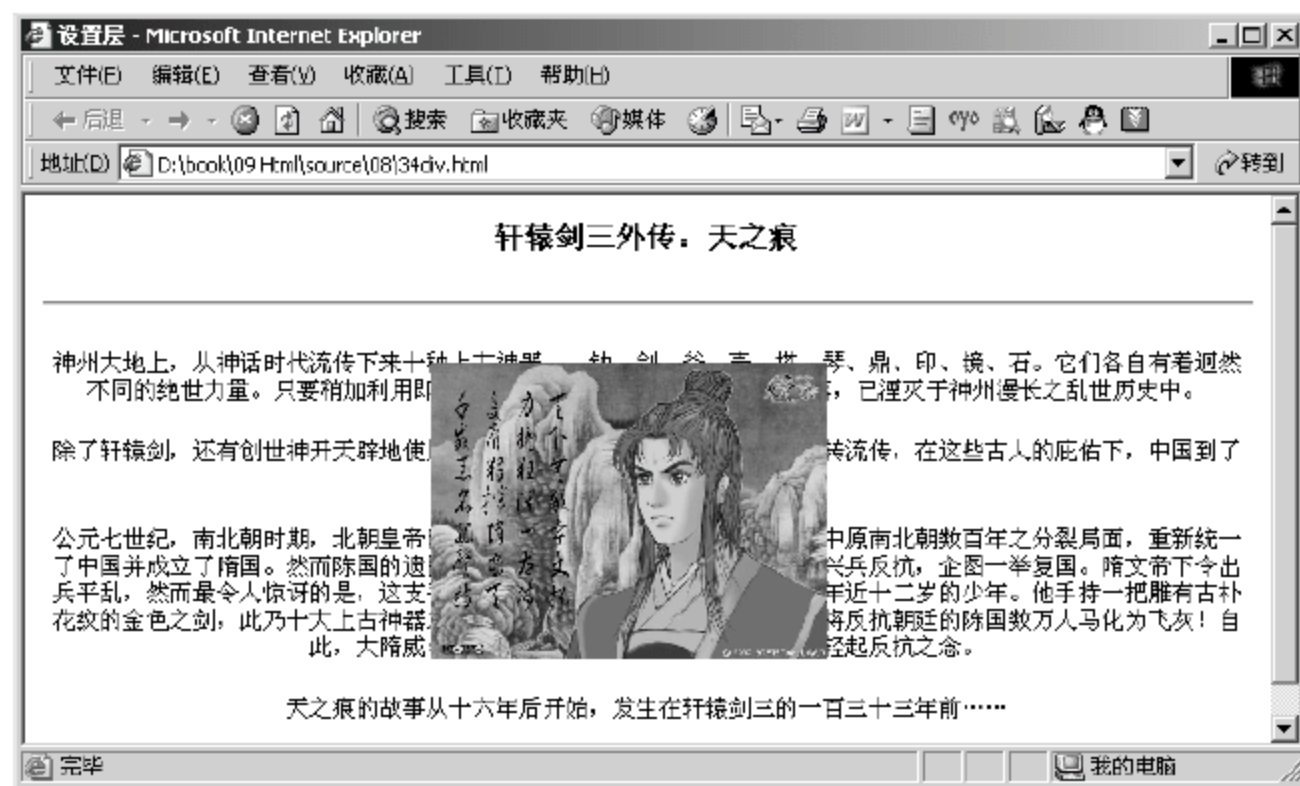 设置层 - Microsoft Internet Explorer
文件(F) 编辑(E) 查看(V) 收藏(A) 工具(T) 帮助(H)
后退 搜索 收藏夹 媒体
地址(D) D:\book\09 Html\source\08\34div.html 转到
轩辕剑三外传：天之痕
神州大地上，从神话时代流传下来十种上古神器 琴、鼎、印、镜、石。它们各自有着迥然
不同的绝世力量。只要稍加利用即 ，已湮灭于神州漫长之乱世历史中。
除了轩辕剑，还有创世神开天辟地使 转流传，在这些古人的庇佑下，中国到了
公元七世纪，南北朝时期，北朝皇帝 中原南北朝数百年之分裂局面，重新统一
了中国并成立了隋国。然而陈国的遗 兴兵反抗，企图一举复国。隋文帝下令出
兵平乱，然而最令人惊讶的是，这支 年近十二岁的少年。他手持一把雕有古朴
花纹的金色之剑，此乃十大上古神器 将反抗朝廷的陈国数万人马化为飞灰！自
此，大隋威 轻起反抗之念。
天之痕的故事从十六年后开始，发生在轩辕剑三的一百三十三年前……
完毕 我的电脑